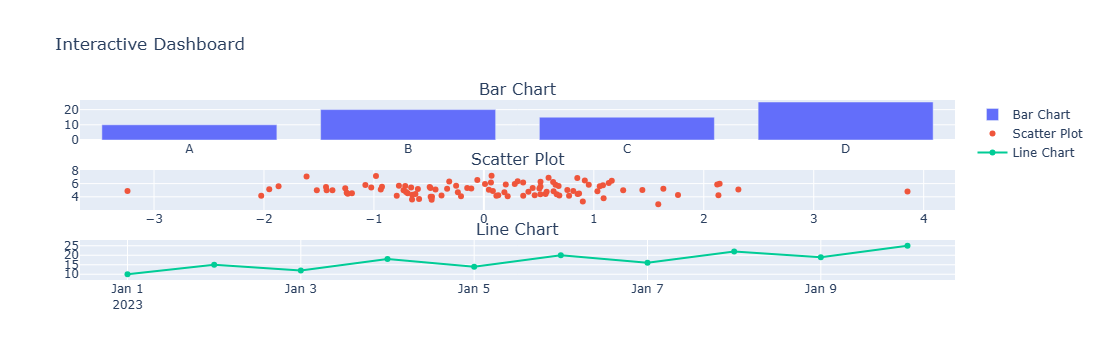 Interactive Dashboard
Bar Chart
20
10
0
A B C D
Scatter Plot
8
6
4
−3 −2 −1 0 1 2 3 4
Line Chart
25
20
15
10
Jan 1 Jan 3 Jan 5 Jan 7 Jan 9
2023
Bar Chart
Scatter Plot
Line Chart